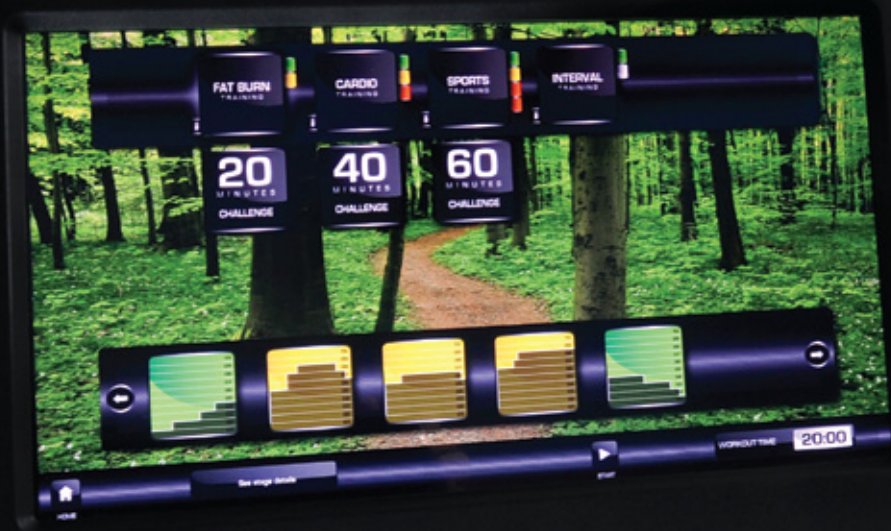 FAT BURN
TRAINING
CARDIO
TRAINING
SPORTS
TRAINING
INTERVAL
TRAINING
20
MINUTES
CHALLENGE
40
MINUTES
CHALLENGE
60
MINUTES
CHALLENGE
HOME
See stage details
START
WORKOUT TIME
20:00